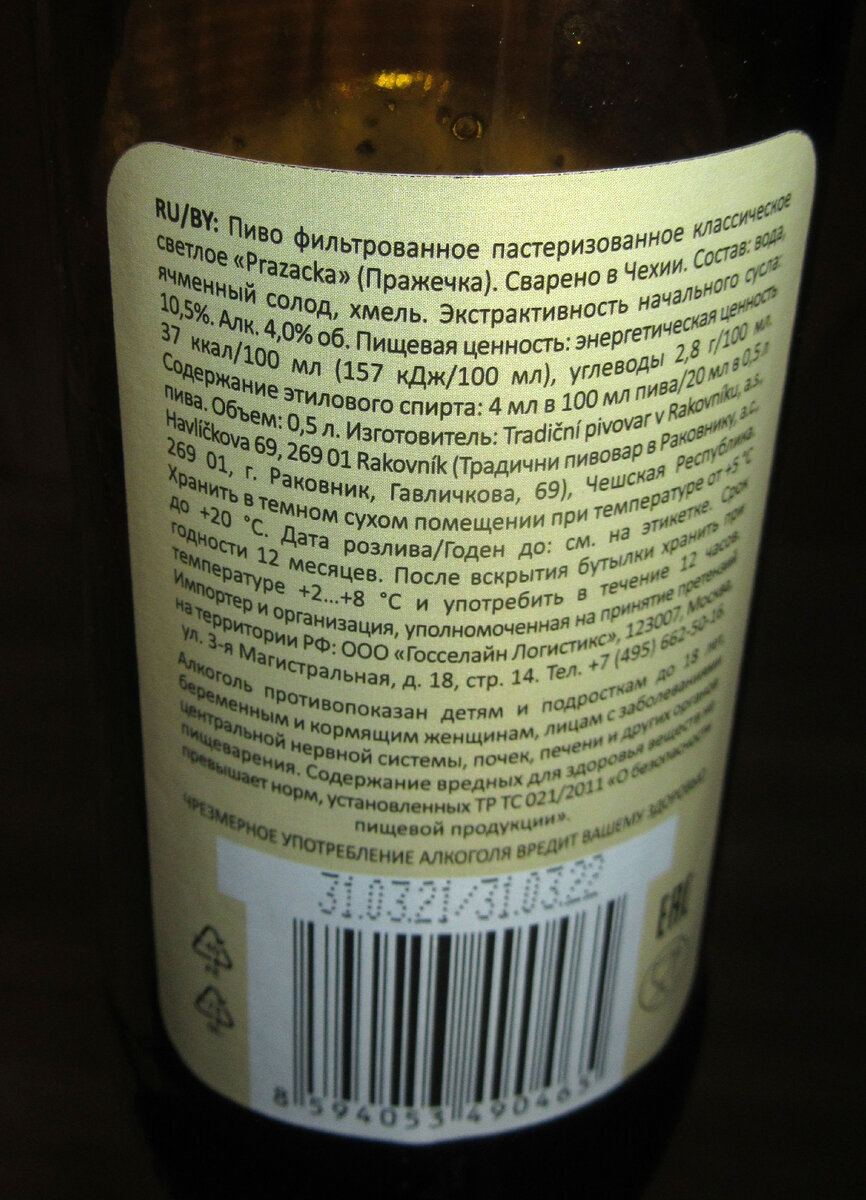 RU/BY: Пиво фильтрованное пастеризованное классическое
светлое «Prazacka» (Пражечка). Сварено в Чехии. Состав: вода,
ячменный солод, хмель. Экстрактивность начального сусла:
10,5%. Алк. 4,0% об. Пищевая ценность: энергетическая ценность
37 ккал/100 мл (157 кДж/100 мл), углеводы 2,8 г/100 мл.
Содержание этилового спирта: 4 мл в 100 мл пива/20 мл в 0,5 л
пива. Объем: 0,5 л. Изготовитель: Tradiční pivovar v Rakovníku, a.s.,
Havlíčkova 69, 269 01 Rakovník (Традични пивовар в Раковнику, а.с.,
269 01, г. Раковник, Гавличкова, 69), Чешская Республика.
Хранить в темном сухом помещении при температуре от +5 °С
до +20 °С. Дата розлива/Годен до: см. на этикетке. Срок
годности 12 месяцев. После вскрытия бутылки хранить при
температуре +2...+8 °С и употребить в течение 12 часов.
Импортер и организация, уполномоченная на принятие претензий
на территории РФ: ООО «Госселайн Логистикс», 123007, Москва,
ул. 3-я Магистральная, д. 18, стр. 14. Тел. +7 (495) 662-50-16.
Алкоголь противопоказан детям и подросткам до 18 лет,
беременным и кормящим женщинам, лицам с заболеваниями
центральной нервной системы, почек, печени и других органов
пищеварения. Содержание вредных для здоровья веществ не
превышает норм, установленных ТР ТС 021/2011 «О безопасности
пищевой продукции».
ЧРЕЗМЕРНОЕ УПОТРЕБЛЕНИЕ АЛКОГОЛЯ ВРЕДИТ ВАШЕМУ ЗДОРОВЬЮ
31.03.21/31.03.22
EAC
8 594053 490463